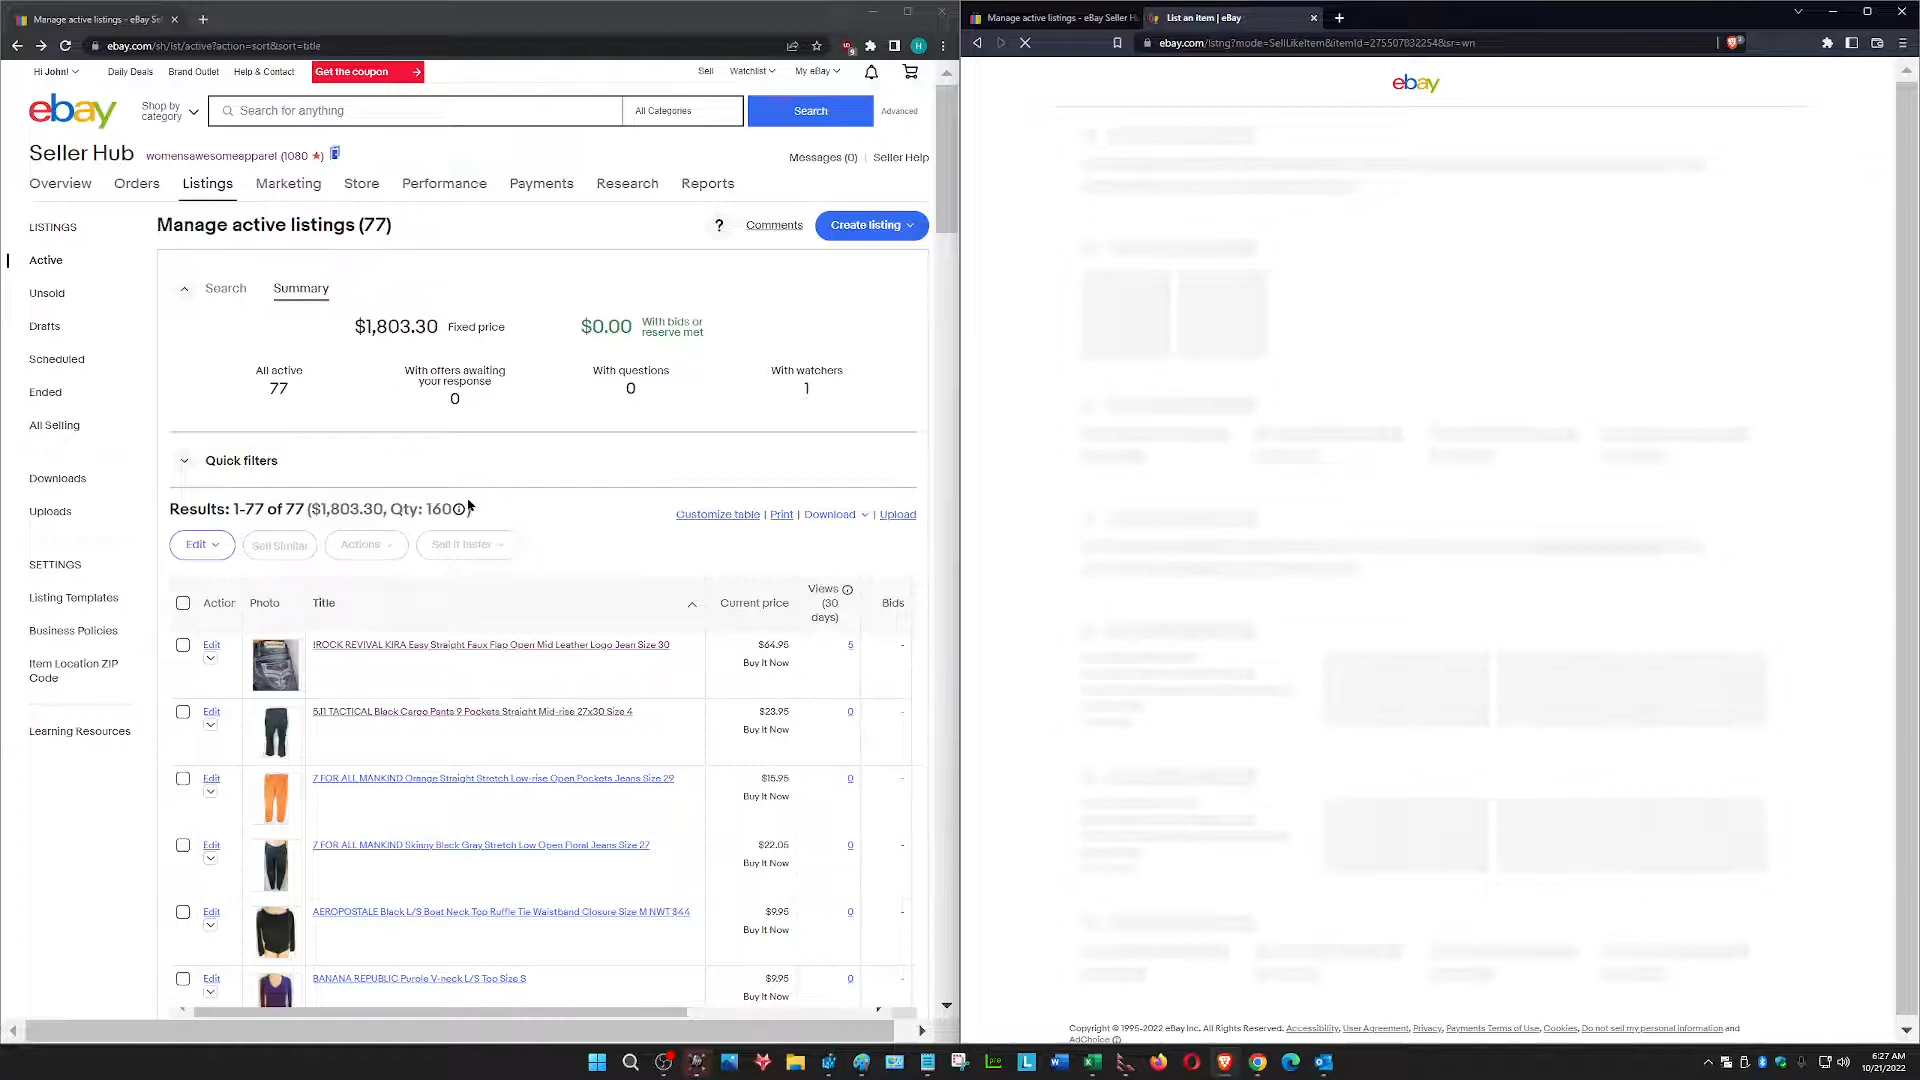 Manage active listings - eBay Se
ebay.com/sh/lst/active?action=sort&sort=title
Hi John!
Daily Deals
Brand Outlet
Help & Contact
Get the coupon
Sell
Watchlist
My eBay
ebay
Shop by
category
Search for anything
All Categories
Search
Advanced
Seller Hub
womensawesomeapparel (1080 ★)
Messages (0)
Seller Help
Overview
Orders
Listings
Marketing
Store
Performance
Payments
Research
Reports
LISTINGS
Active
Unsold
Drafts
Scheduled
Ended
All Selling
Downloads
Uploads
SETTINGS
Listing Templates
Business Policies
Item Location ZIP
Code
Learning Resources
Manage active listings (77)
?
Comments
Create listing
Search
Summary
$1,803.30 Fixed price
$0.00 With bids or
reserve met
All active
77
With offers awaiting
your response
0
With questions
0
With watchers
1
Quick filters
Results: 1-77 of 77 ($1,803.30, Qty: 160
Customize table | Print | Download | Upload
Edit
Sell Similar
Actions
Sell it faster
Photo
Title
Current price
Views
(30
days)
Bids
Edit
!ROCK REVIVAL KIRA Easy Straight Faux Flap Open Mid Leather Logo Jean Size 30
$64.95
Buy It Now
5
-
Edit
5.11 TACTICAL Black Cargo Pants 9 Pockets Straight Mid-rise 27x30 Size 4
$23.95
Buy It Now
0
-
Edit
7 FOR ALL MANKIND Orange Straight Stretch Low-rise Open Pockets Jeans Size 29
$15.95
Buy It Now
0
-
Edit
7 FOR ALL MANKIND Skinny Black Gray Stretch Low Open Floral Jeans Size 27
$22.05
Buy It Now
0
-
Edit
AEROPOSTALE Black L/S Boat Neck Top Ruffle Tie Waistband Closure Size M NWT $44
$9.95
Buy It Now
0
-
Edit
BANANA REPUBLIC Purple V-neck L/S Top Size S
$9.95
Buy It Now
0
-
Manage active listings - eBay Seller H
List an item | eBay
ebay.com/lstng?mode=SellLikeItem&itemId=275507832254&sr=wn
ebay
Copyright © 1995-2022 eBay Inc. All Rights Reserved. Accessibility, User Agreement, Privacy, Payments Terms of Use, Cookies, Do not sell my personal information and
AdChoice
6:27 AM
10/21/2022